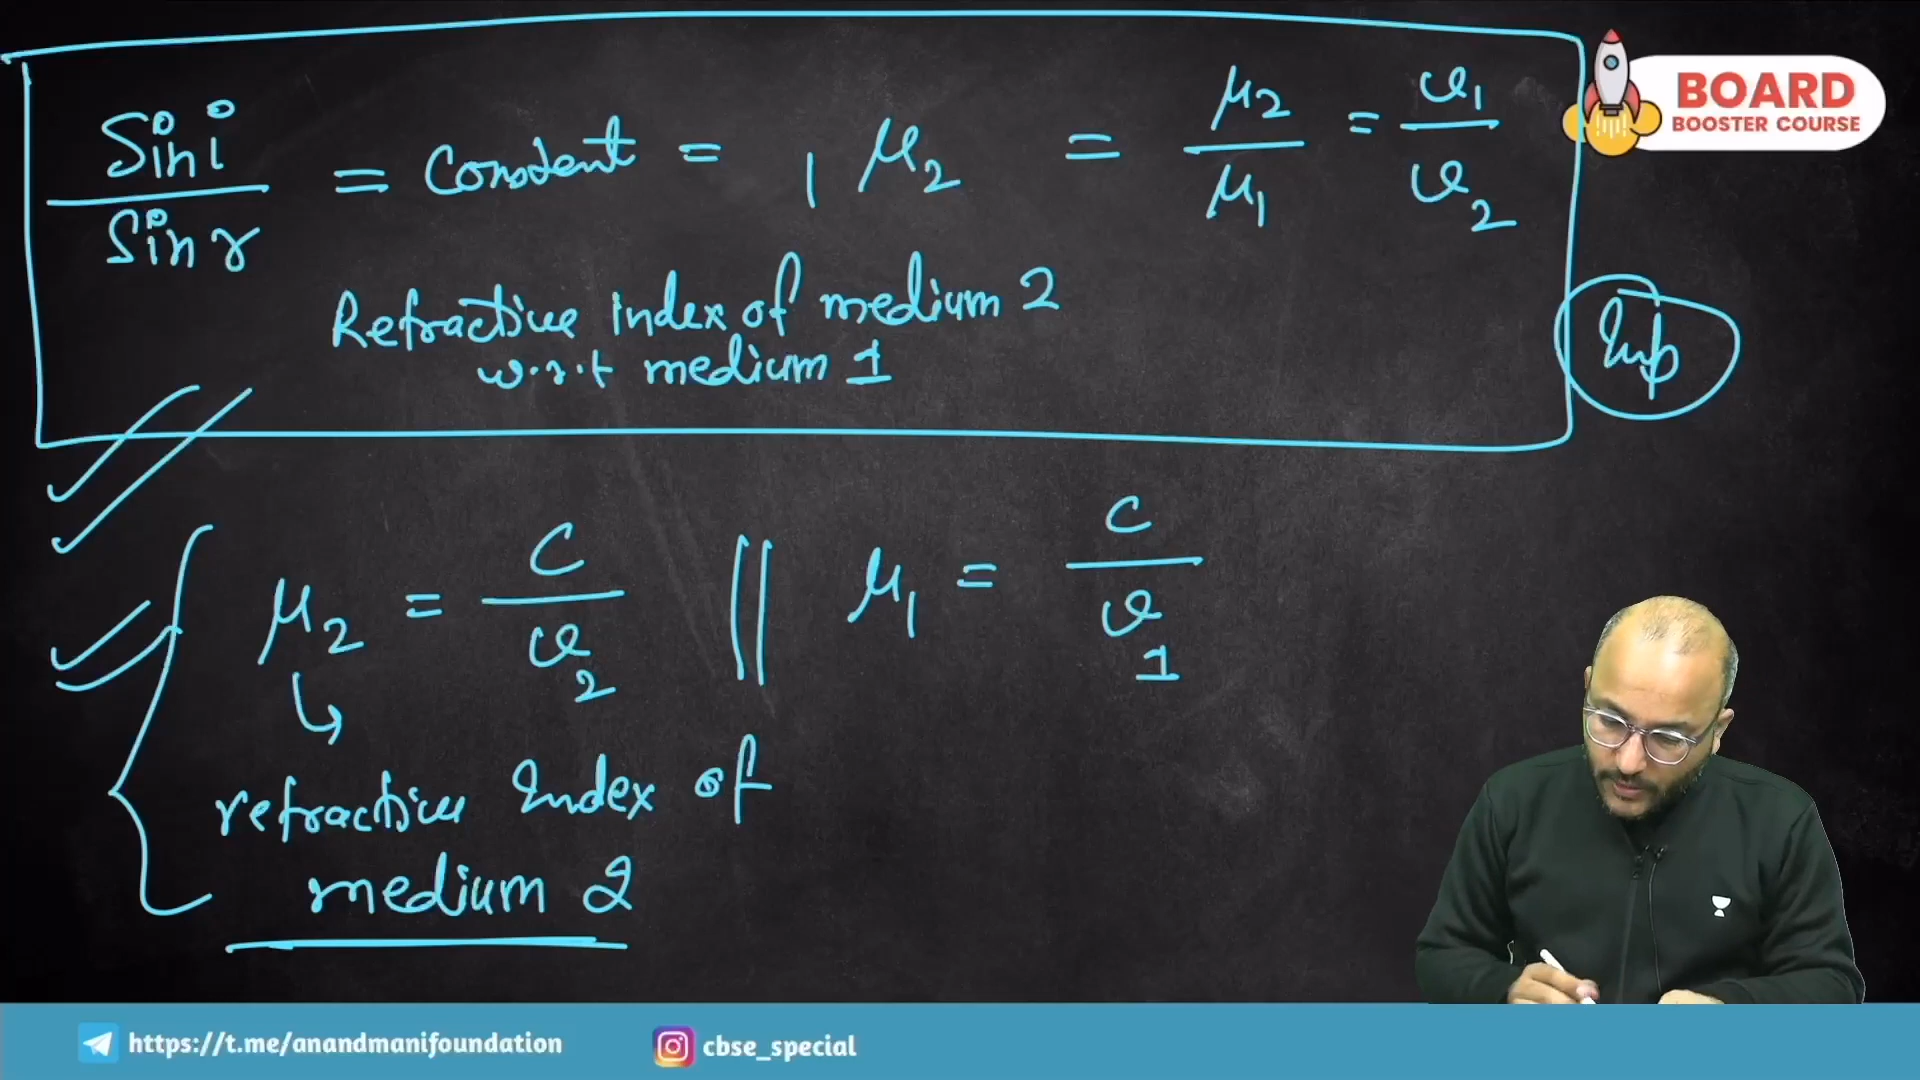 Sin i / Sin r = Constent = ₁μ₂ = μ₂ / μ₁ = v₁ / v₂
BOARD
BOOSTER COURSE
Refractive index of medium 2
w.r.t medium 1
Imp
μ₂ = c / v₂ || μ₁ = c / v₁
refractive Index of
medium 2
https://t.me/anandmanifoundation
cbse_special